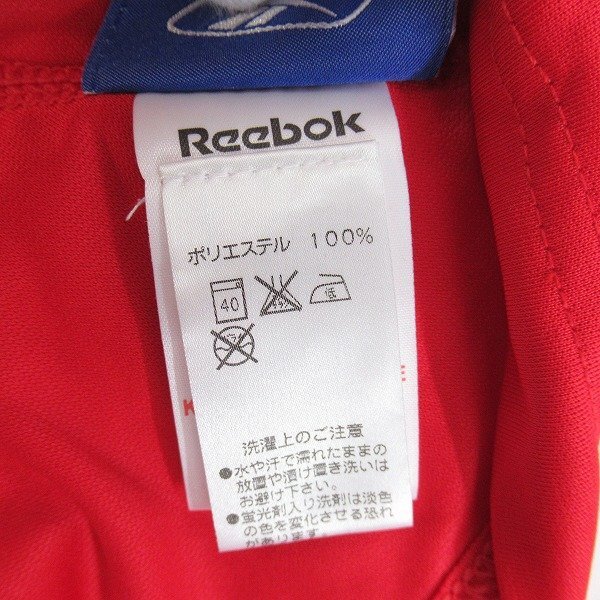 Reebok
ポリエステル 100%
40 低
洗濯上のご注意
●水や汗で濡れたままの
放置や漬け置き洗いは
お避け下さい。
●蛍光剤入り洗剤は淡色
の色を変化させる恐れ